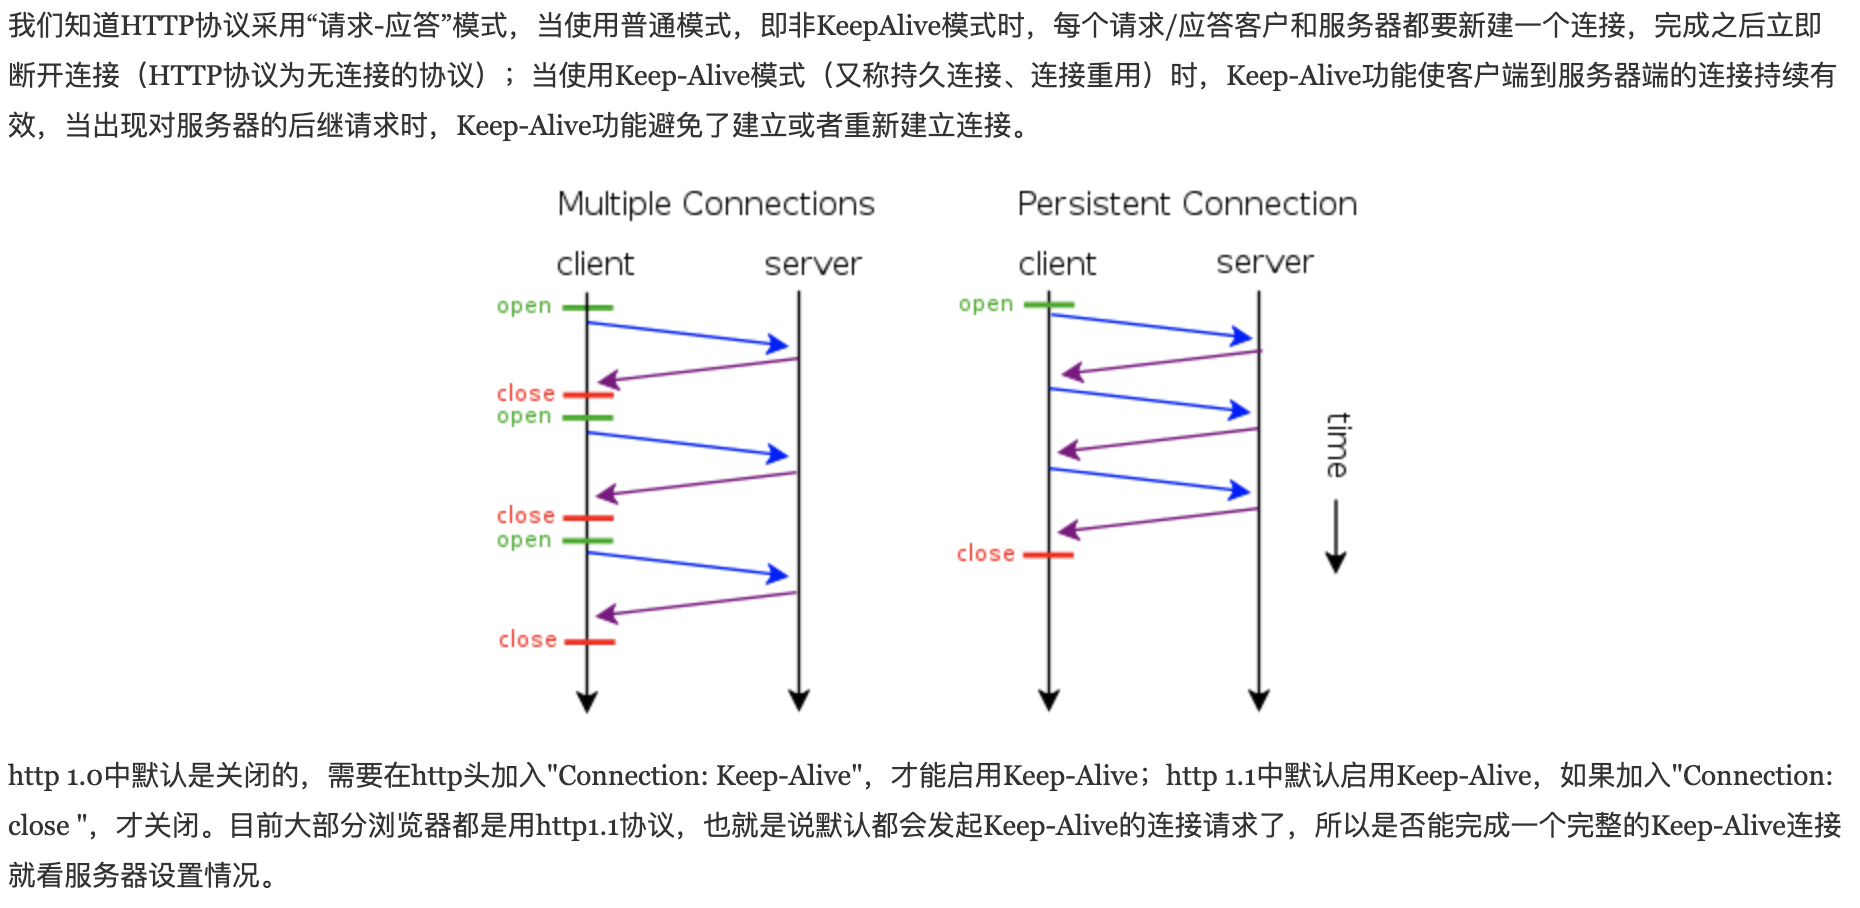 我们知道HTTP协议采用“请求-应答”模式，当使用普通模式，即非KeepAlive模式时，每个请求/应答客户和服务器都要新建一个连接，完成之后立即
断开连接（HTTP协议为无连接的协议）；当使用Keep-Alive模式（又称持久连接、连接重用）时，Keep-Alive功能使客户端到服务器端的连接持续有
效，当出现对服务器的后继请求时，Keep-Alive功能避免了建立或者重新建立连接。
Multiple Connections
client
server
open
close
open
close
open
close
Persistent Connection
client
server
open
close
time
http 1.0中默认是关闭的，需要在http头加入"Connection: Keep-Alive"，才能启用Keep-Alive；http 1.1中默认启用Keep-Alive，如果加入"Connection:
close "，才关闭。目前大部分浏览器都是用http1.1协议，也就是说默认都会发起Keep-Alive的连接请求了，所以是否能完成一个完整的Keep-Alive连接
就看服务器设置情况。